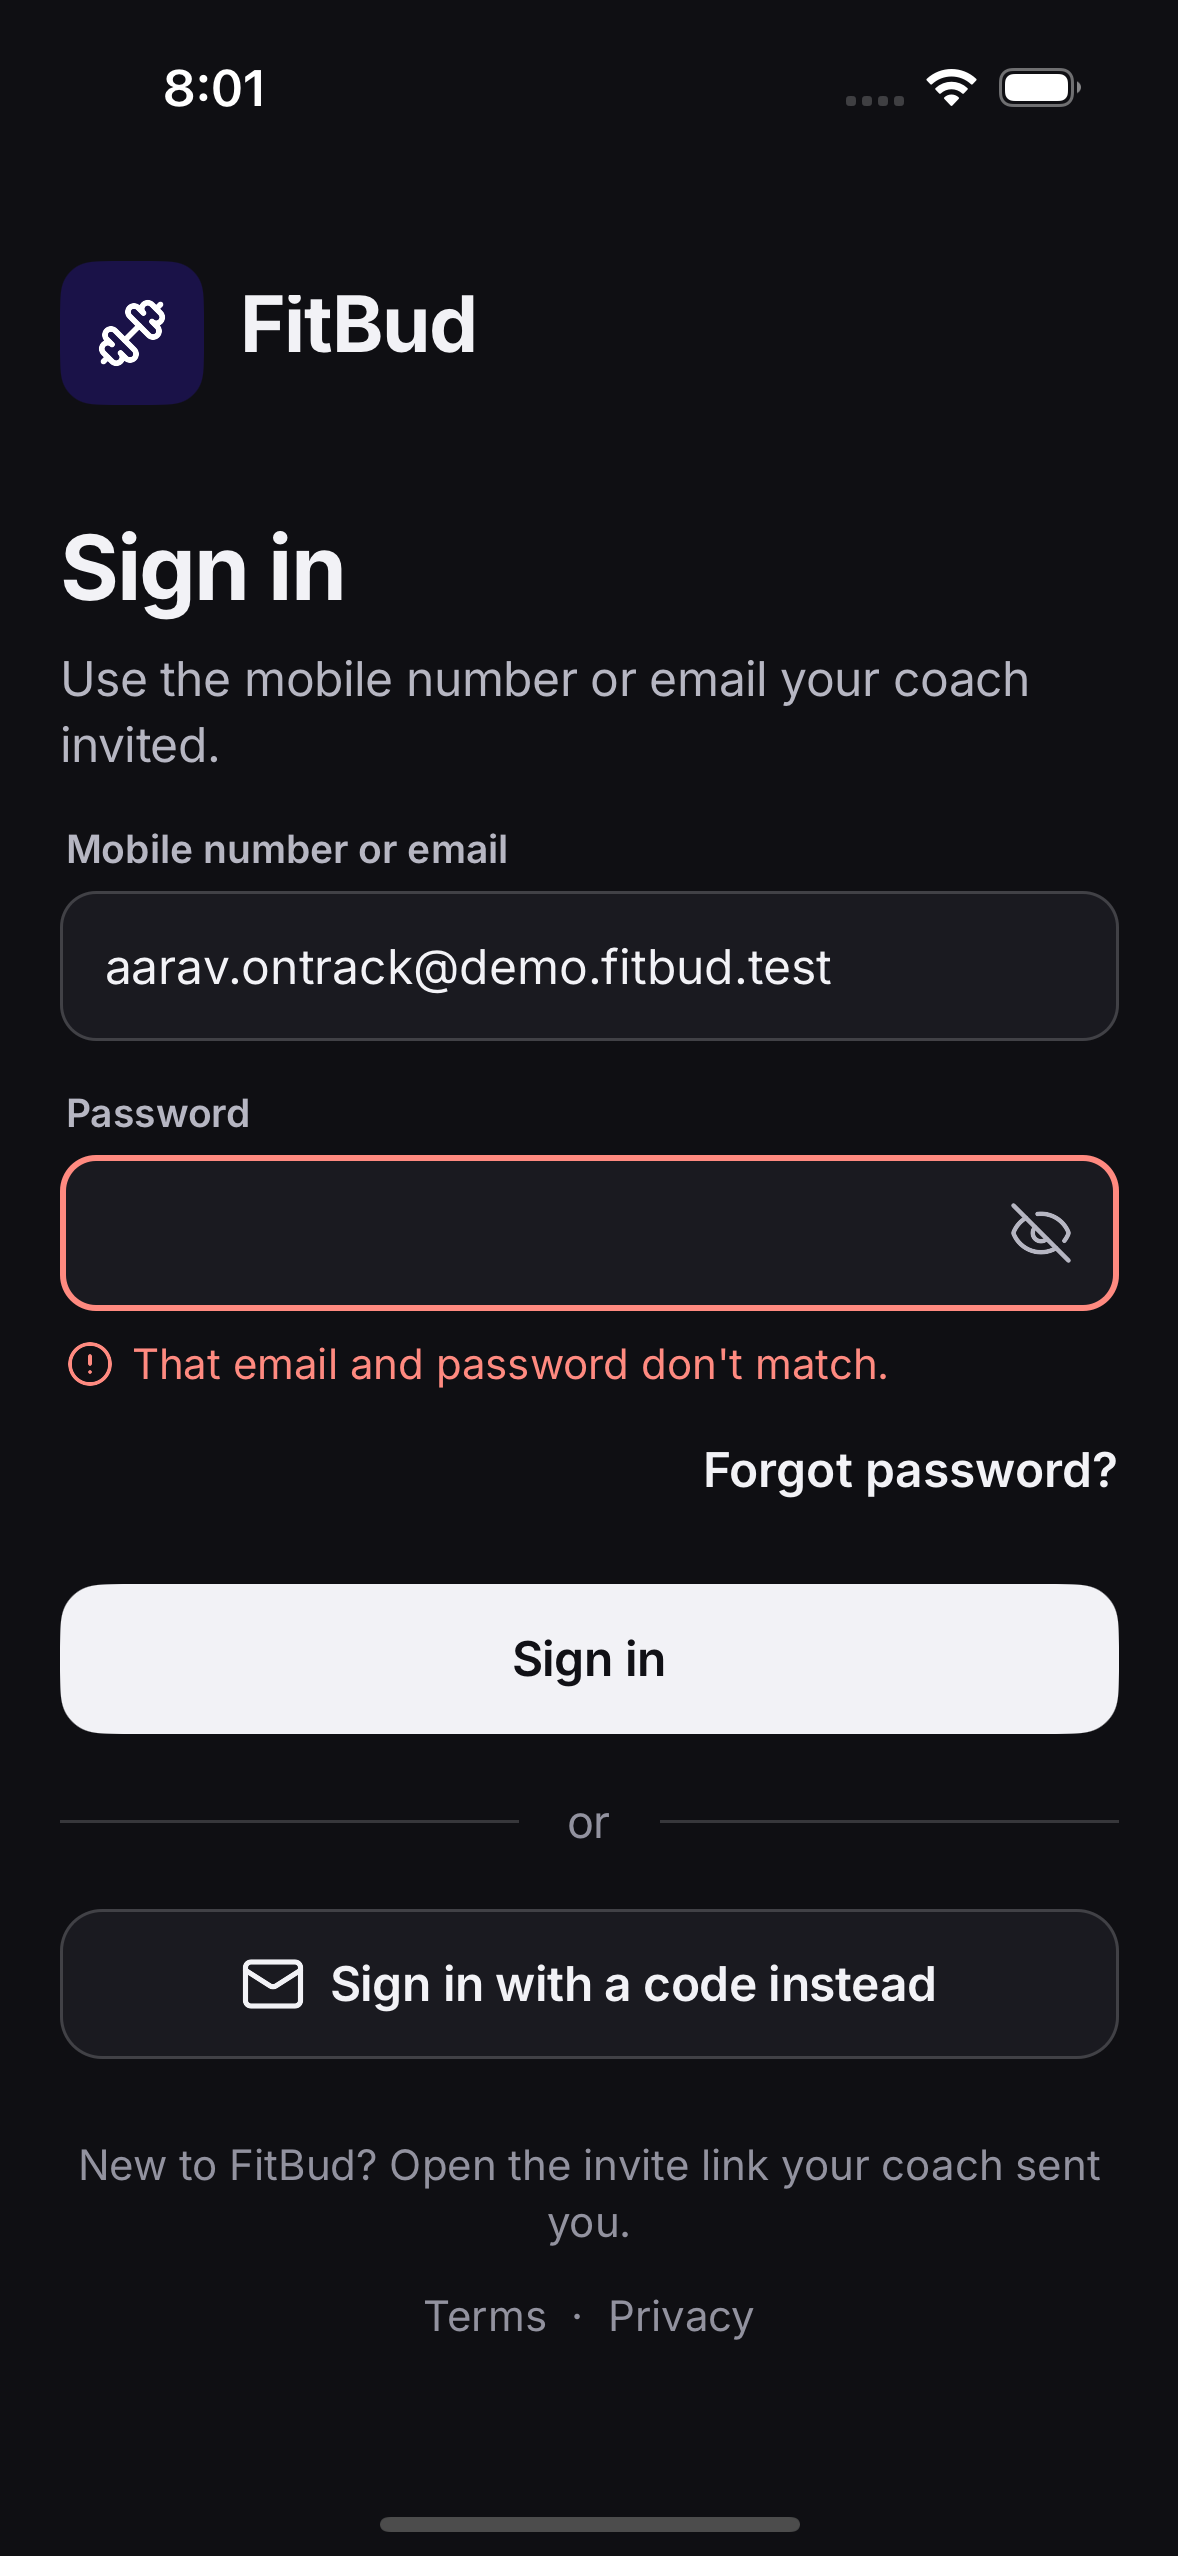 8:01
FitBud
Sign in
Use the mobile number or email your coach
invited.
Mobile number or email
aarav.ontrack@demo.fitbud.test
Password
That email and password don't match.
Forgot password?
Sign in
or
Sign in with a code instead
New to FitBud? Open the invite link your coach sent
you.
Terms · Privacy